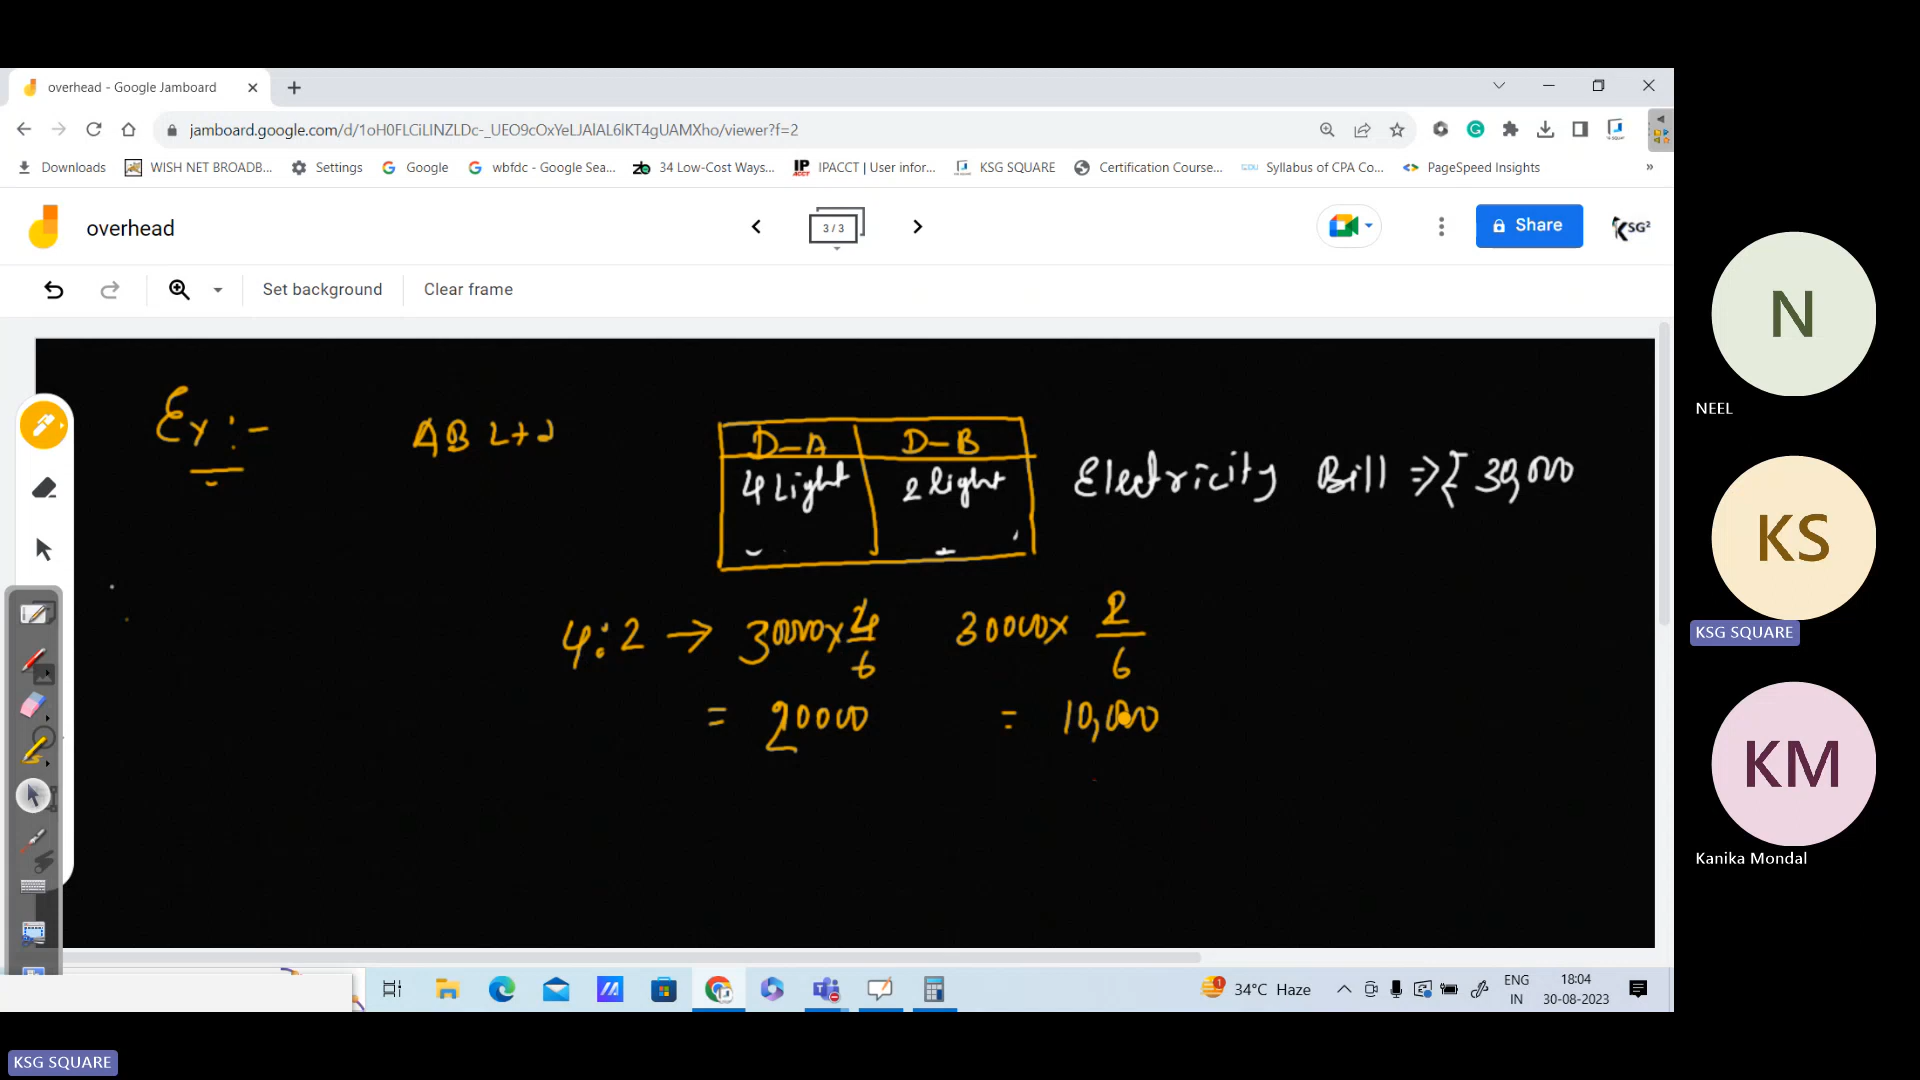 overhead - Google Jamboard
jamboard.google.com/d/1oH0FLCiLINZLDc-_UEO9cOxYeLJAlAL6lKT4gUAMXho/viewer?f=2
Downloads WISH NET BROADB... Settings Google wbfdc - Google Sea... 34 Low-Cost Ways... IPACCT | User infor... KSG SQUARE Certification Course... Syllabus of CPA Co... PageSpeed Insights »
overhead
3 / 3
Share
KSG²
Set background
Clear frame
Ex :-
AB Ltd
D-A D-B
4 Light 2 light
Electricity Bill => ₹ 30,000
4:2 → 30000 x 4/6 30000 x 2/6
= 20000 = 10,000
34°C Haze
ENG
IN
18:04
30-08-2023
N
NEEL
KS
KSG SQUARE
KM
Kanika Mondal
KSG SQUARE